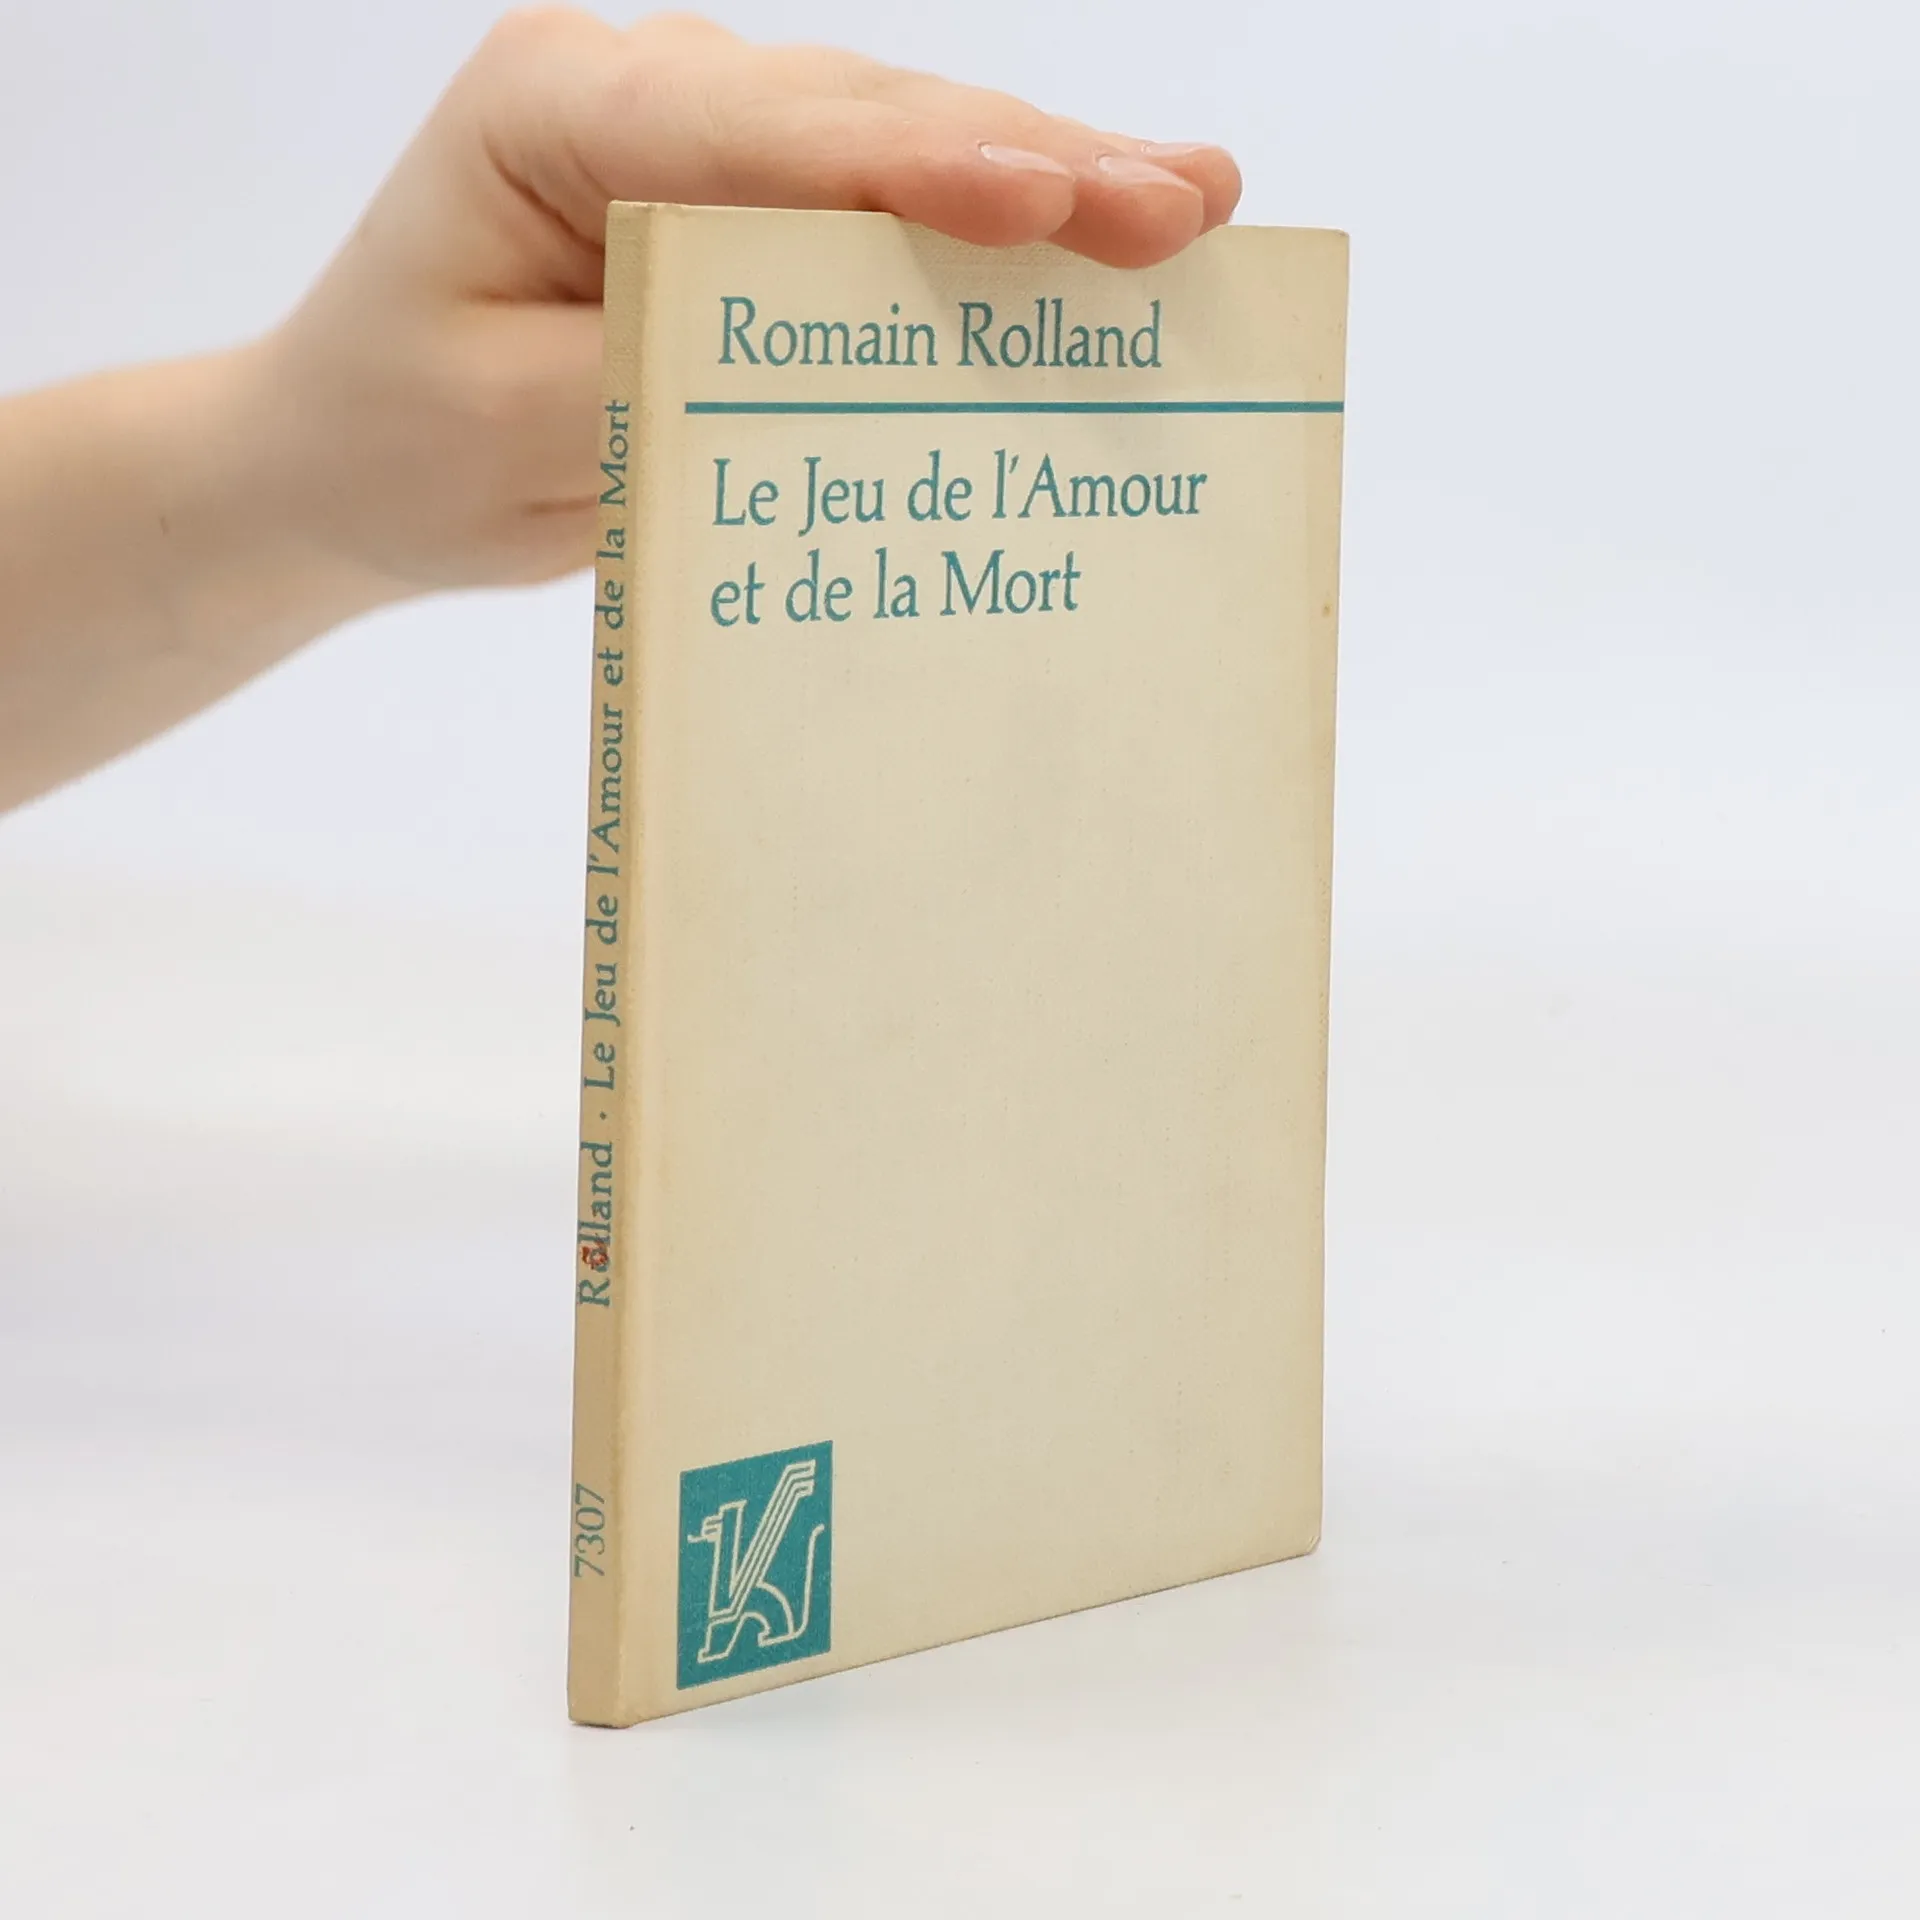 Romain Rolland
Le Jeu de l'Amour
et de la Mort
7307 Rolland · Le Jeu de l'Amour et de la Mort
K